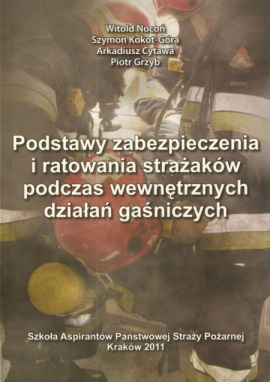 Witold Nocoń
Szymon Kokot-Góra
Arkadiusz Cytawa
Piotr Grzyb
Podstawy zabezpieczenia
i ratowania strażaków
podczas wewnętrznych
działań gaśniczych
Szkoła Aspirantów Państwowej Straży Pożarnej
Kraków 2011